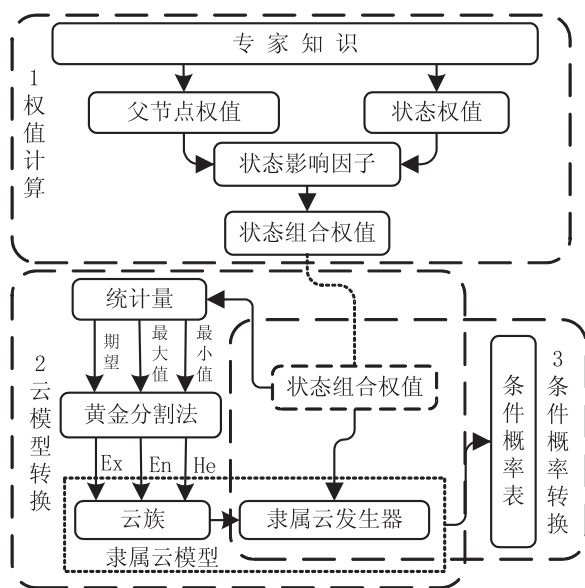 专 家 知 识
1
权值计算
父节点权值
状态权值
状态影响因子
状态组合权值
2
云模型转换
统计量
期望
最大值
最小值
状态组合权值
黄金分割法
Ex
En
He
云族
隶属云发生器
隶属云模型
条件概率表
3
条件概率转换